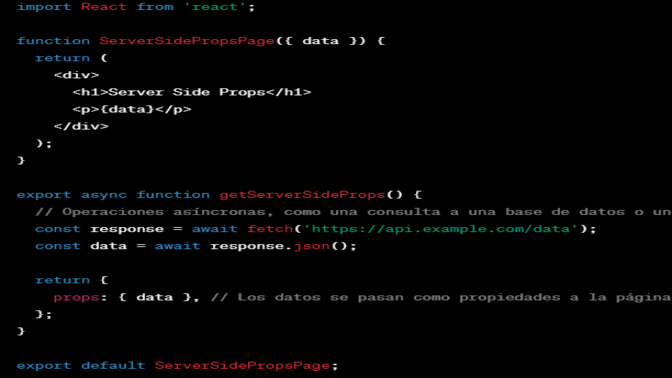 import React from 'react';
function ServerSidePropsPage({ data }) {
return (
<div>
<h1>Server Side Props</h1>
<p>{data}</p>
</div>
);
}
export async function getServerSideProps() {
// Operaciones asíncronas, como una consulta a una base de datos o un
const response = await fetch('https://api.example.com/data');
const data = await response.json();
return {
props: { data }, // Los datos se pasan como propiedades a la página
};
}
export default ServerSidePropsPage;